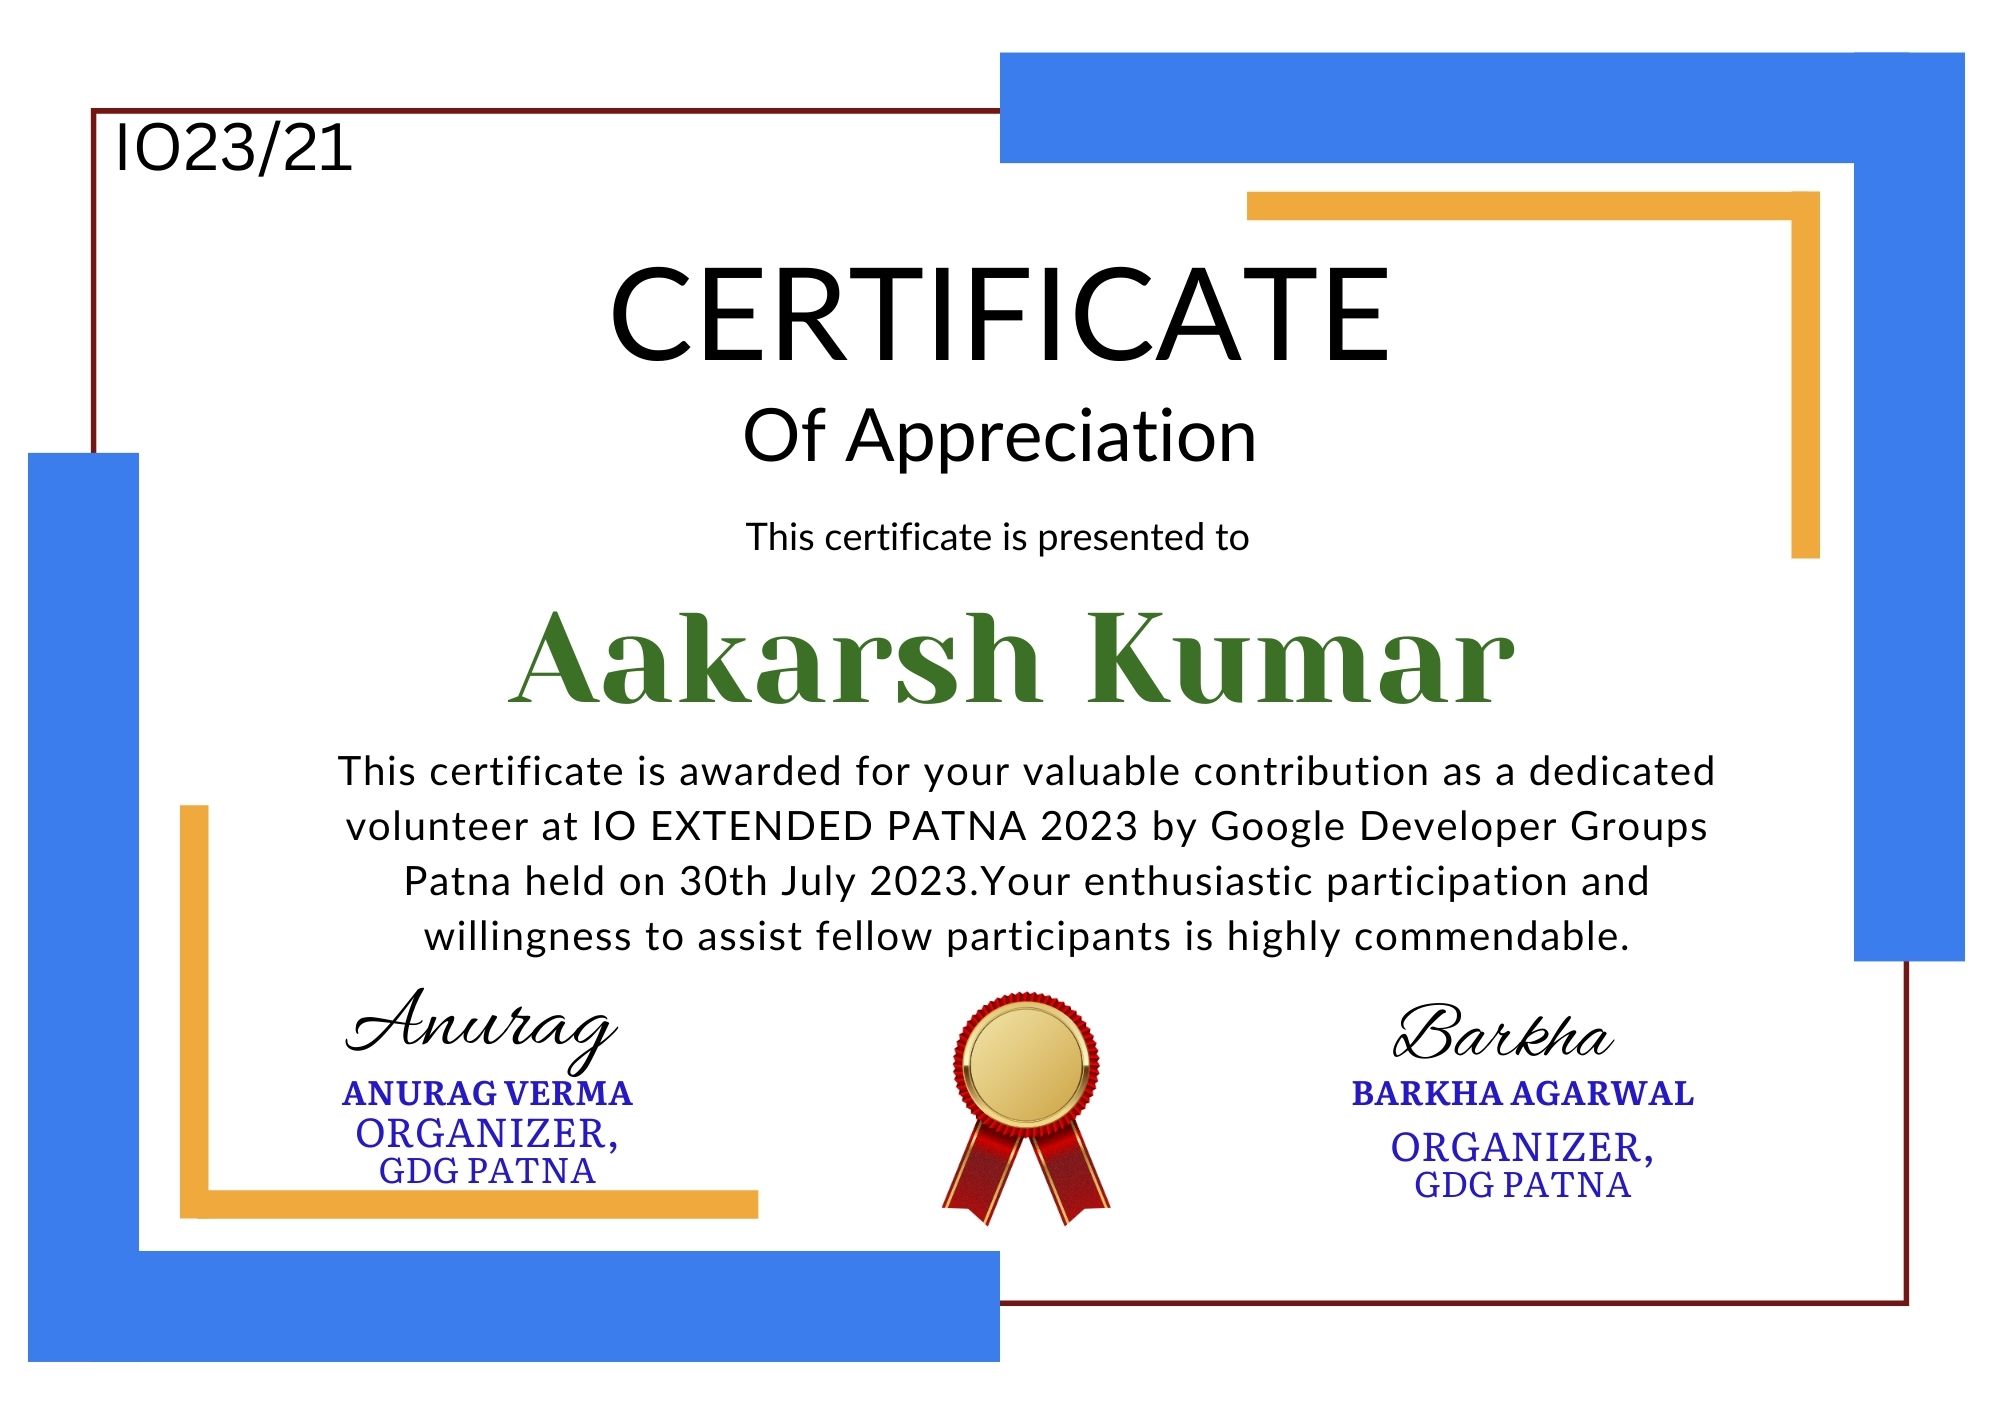 IO23/21
CERTIFICATE
Of Appreciation
This certificate is presented to
Aakarsh Kumar
This certificate is awarded for your valuable contribution as a dedicated
volunteer at IO EXTENDED PATNA 2023 by Google Developer Groups
Patna held on 30th July 2023.Your enthusiastic participation and
willingness to assist fellow participants is highly commendable.
Anurag
ANURAG VERMA
ORGANIZER,
GDG PATNA
Barkha
BARKHA AGARWAL
ORGANIZER,
GDG PATNA